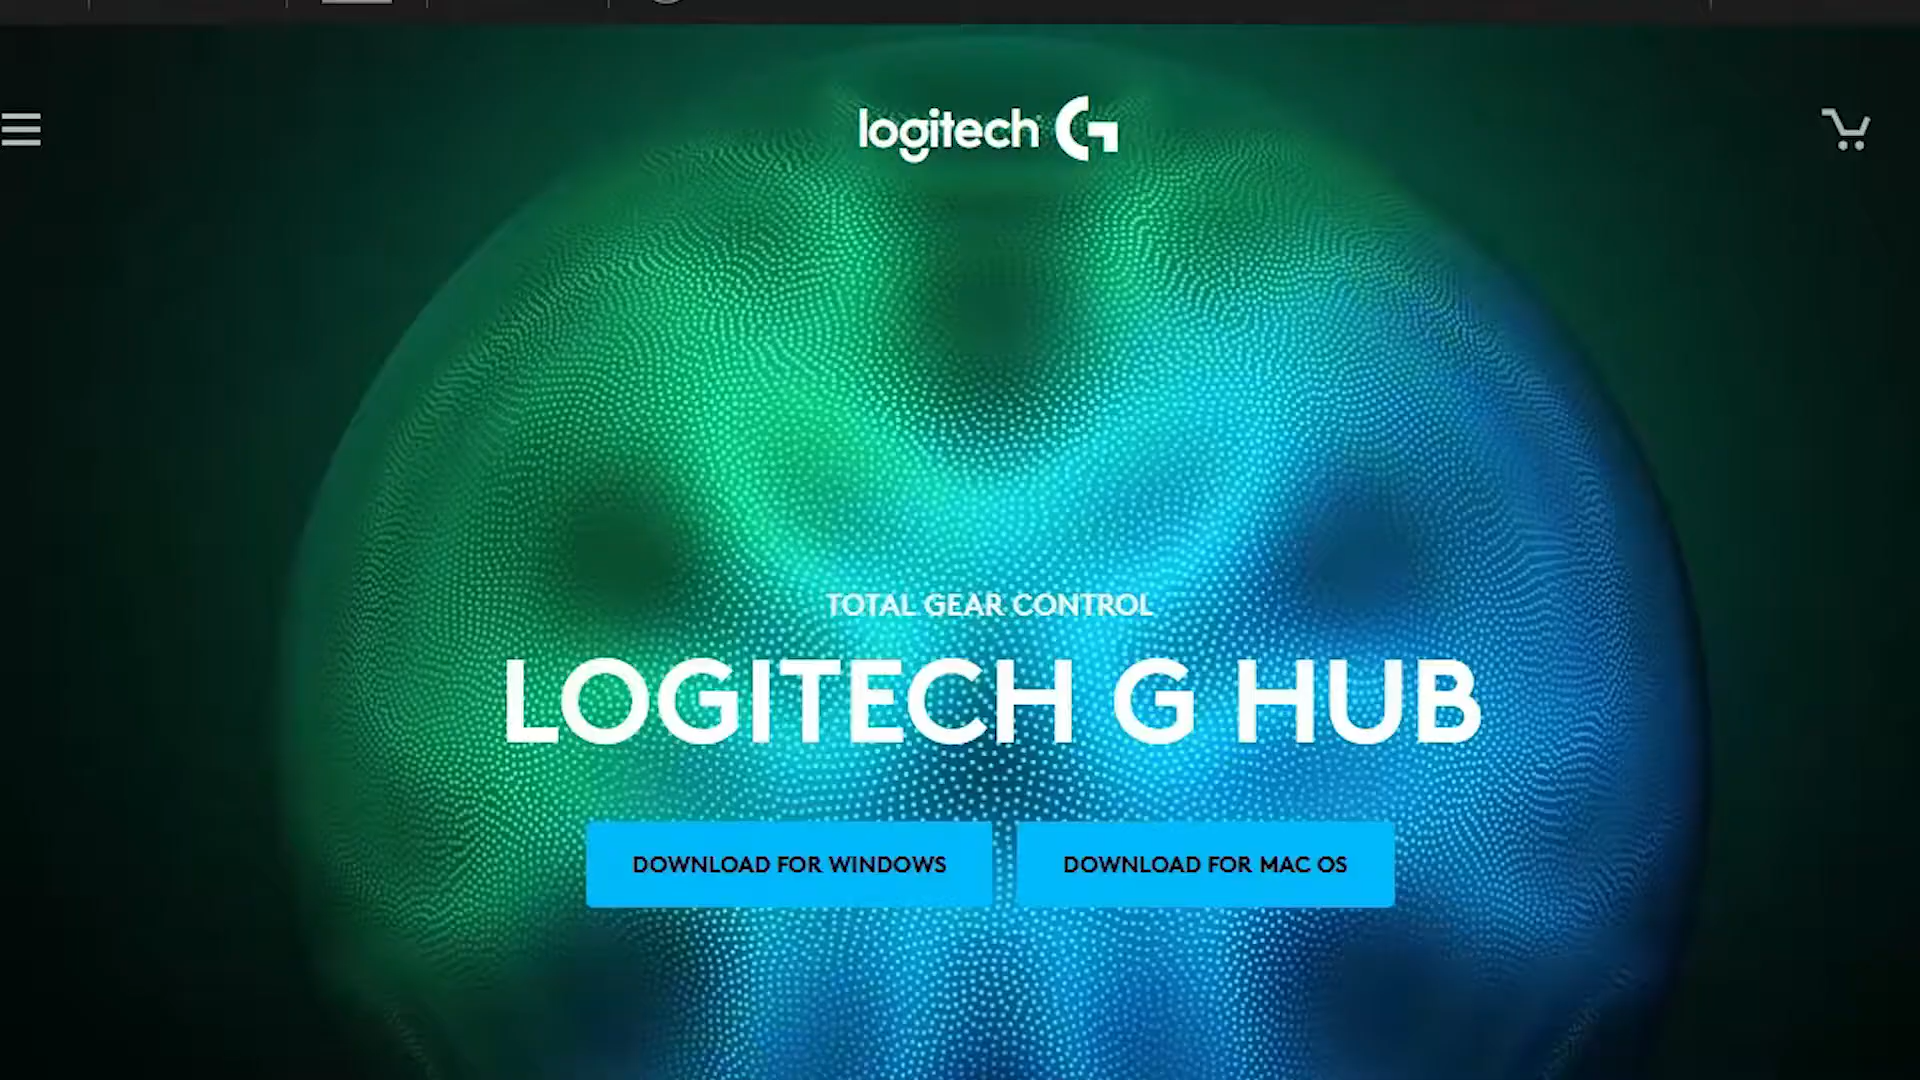 logitech G
TOTAL GEAR CONTROL
LOGITECH G HUB
DOWNLOAD FOR WINDOWS
DOWNLOAD FOR MAC OS